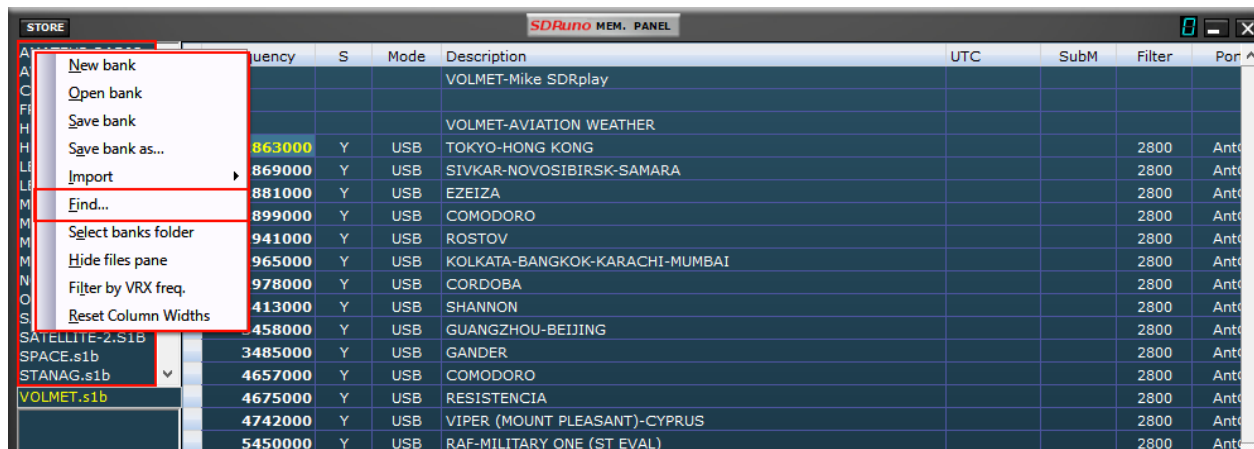 STORE SDRuno MEM. PANEL
New bank
Open bank
Save bank
Save bank as...
Import
Find...
Select banks folder
Hide files pane
Filter by VRX freq.
Reset Column Widths
SATELLITE-2.S1B
SPACE.s1b
STANAG.s1b
VOLMET.s1b
S Mode Description UTC SubM Filter
VOLMET-Mike SDRplay
VOLMET-AVIATION WEATHER
863000 Y USB TOKYO-HONG KONG 2800
869000 Y USB SIVKAR-NOVOSIBIRSK-SAMARA 2800
881000 Y USB EZEIZA 2800
899000 Y USB COMODORO 2800
941000 Y USB ROSTOV 2800
965000 Y USB KOLKATA-BANGKOK-KARACHI-MUMBAI 2800
978000 Y USB CORDOBA 2800
413000 Y USB SHANNON 2800
3458000 Y USB GUANGZHOU-BEIJING 2800
3485000 Y USB GANDER 2800
4657000 Y USB COMODORO 2800
4675000 Y USB RESISTENCIA 2800
4742000 Y USB VIPER (MOUNT PLEASANT)-CYPRUS 2800
5450000 Y USB RAF-MILITARY ONE (ST EVAL) 2800